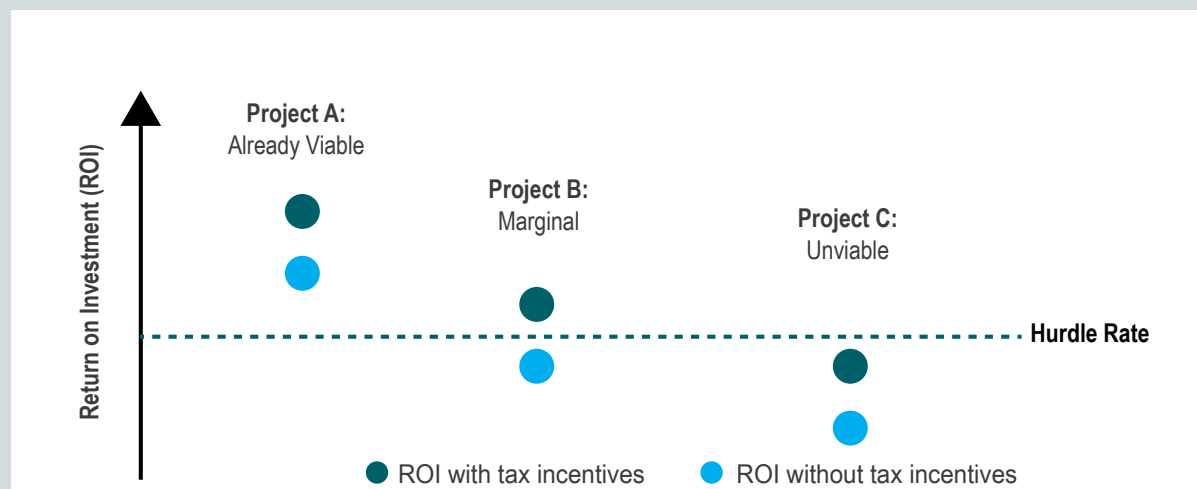 Project A:
Already Viable
Project B:
Marginal
Project C:
Unviable
Return on Investment (ROI)
Hurdle Rate
ROI with tax incentives
ROI without tax incentives